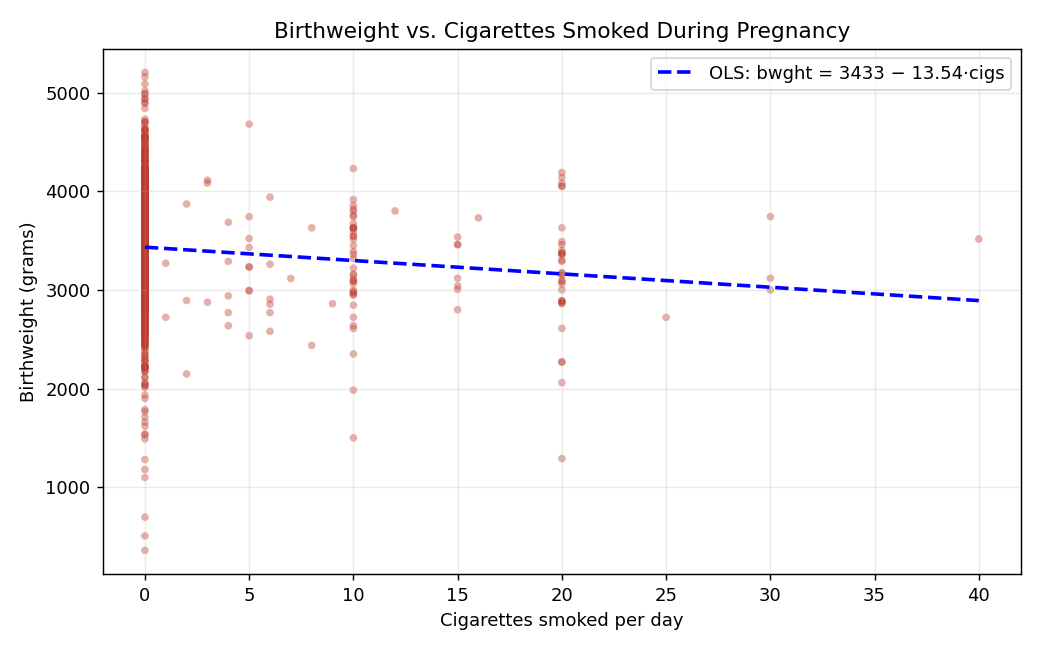 Birthweight vs. Cigarettes Smoked During Pregnancy
OLS: bwght = 3433 − 13.54·cigs
Birthweight (grams)
5000
4000
3000
2000
1000
0 5 10 15 20 25 30 35 40
Cigarettes smoked per day